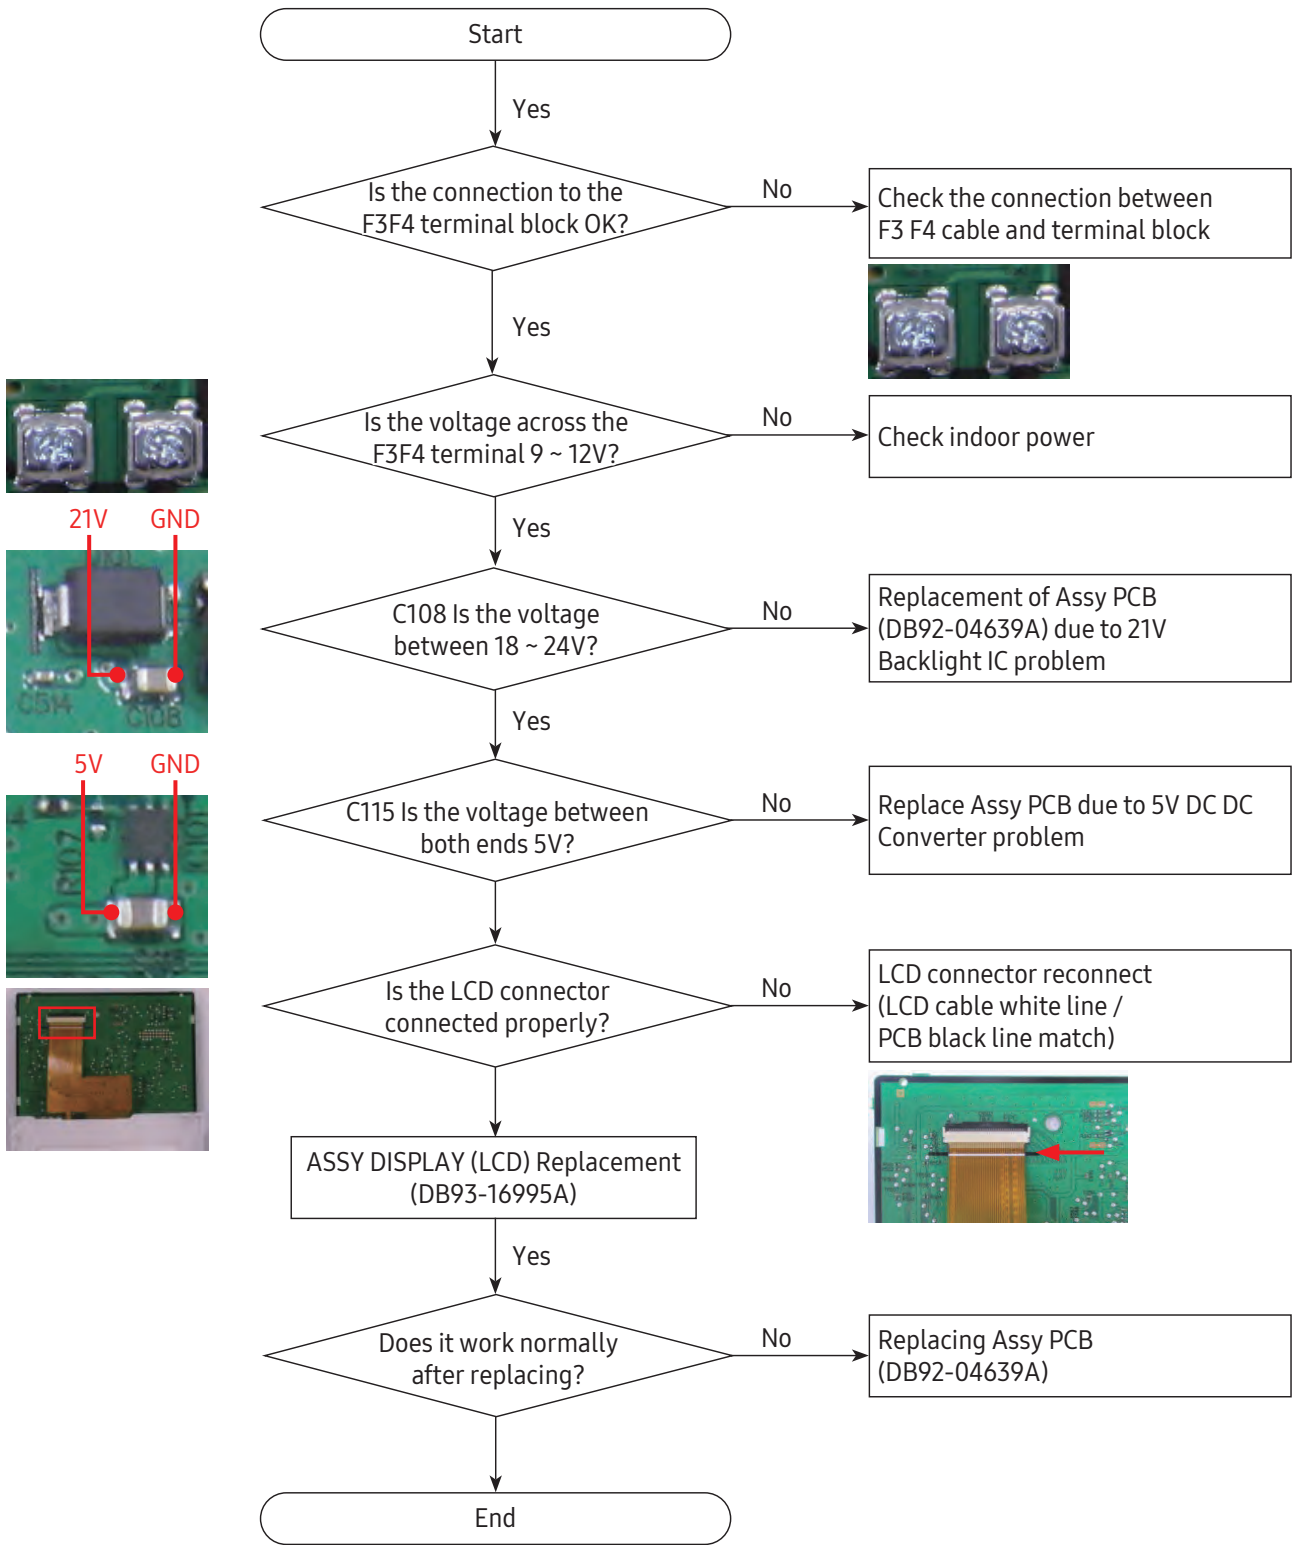 Start
Yes
Is the connection to the
F3F4 terminal block OK?
No
Check the connection between
F3 F4 cable and terminal block
Yes
Is the voltage across the
F3F4 terminal 9 ~ 12V?
No
Check indoor power
Yes
21V GND
C514
C108
C108 Is the voltage
between 18 ~ 24V?
No
Replacement of Assy PCB
(DB92-04639A) due to 21V
Backlight IC problem
Yes
5V GND
R107
C115 Is the voltage between
both ends 5V?
No
Replace Assy PCB due to 5V DC DC
Converter problem
Is the LCD connector
connected properly?
No
LCD connector reconnect
(LCD cable white line /
PCB black line match)
ASSY DISPLAY (LCD) Replacement
(DB93-16995A)
Yes
Does it work normally
after replacing?
No
Replacing Assy PCB
(DB92-04639A)
End